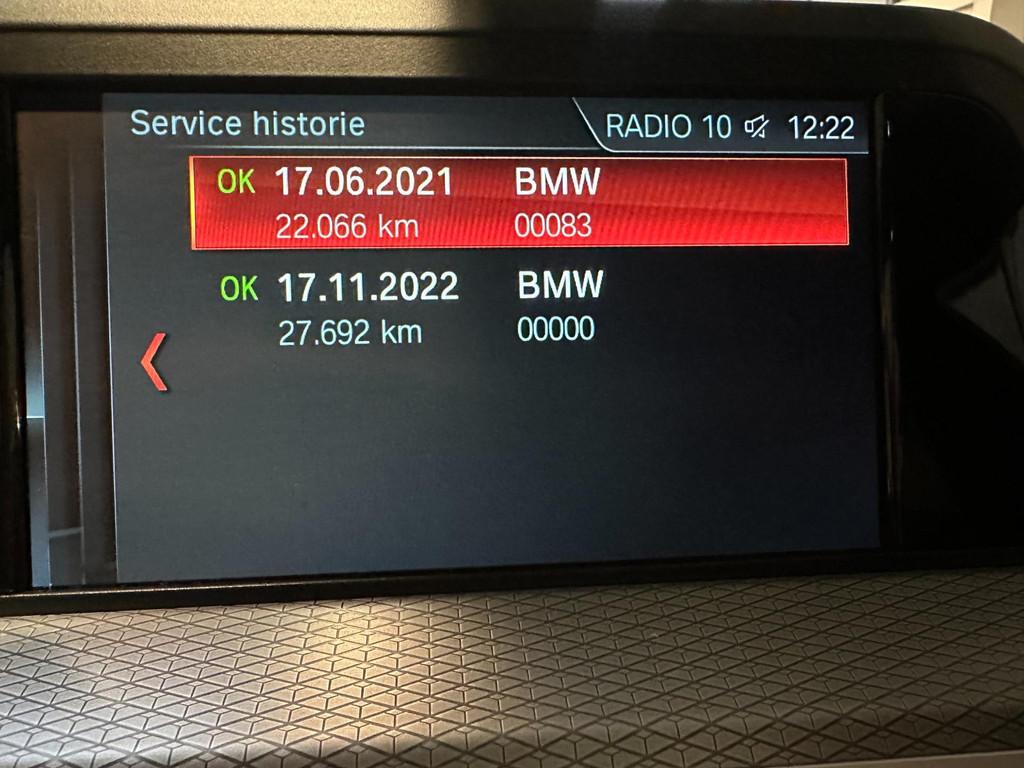 Service historie
RADIO 10 12:22
OK 17.06.2021 BMW
22.066 km 00083
OK 17.11.2022 BMW
27.692 km 00000